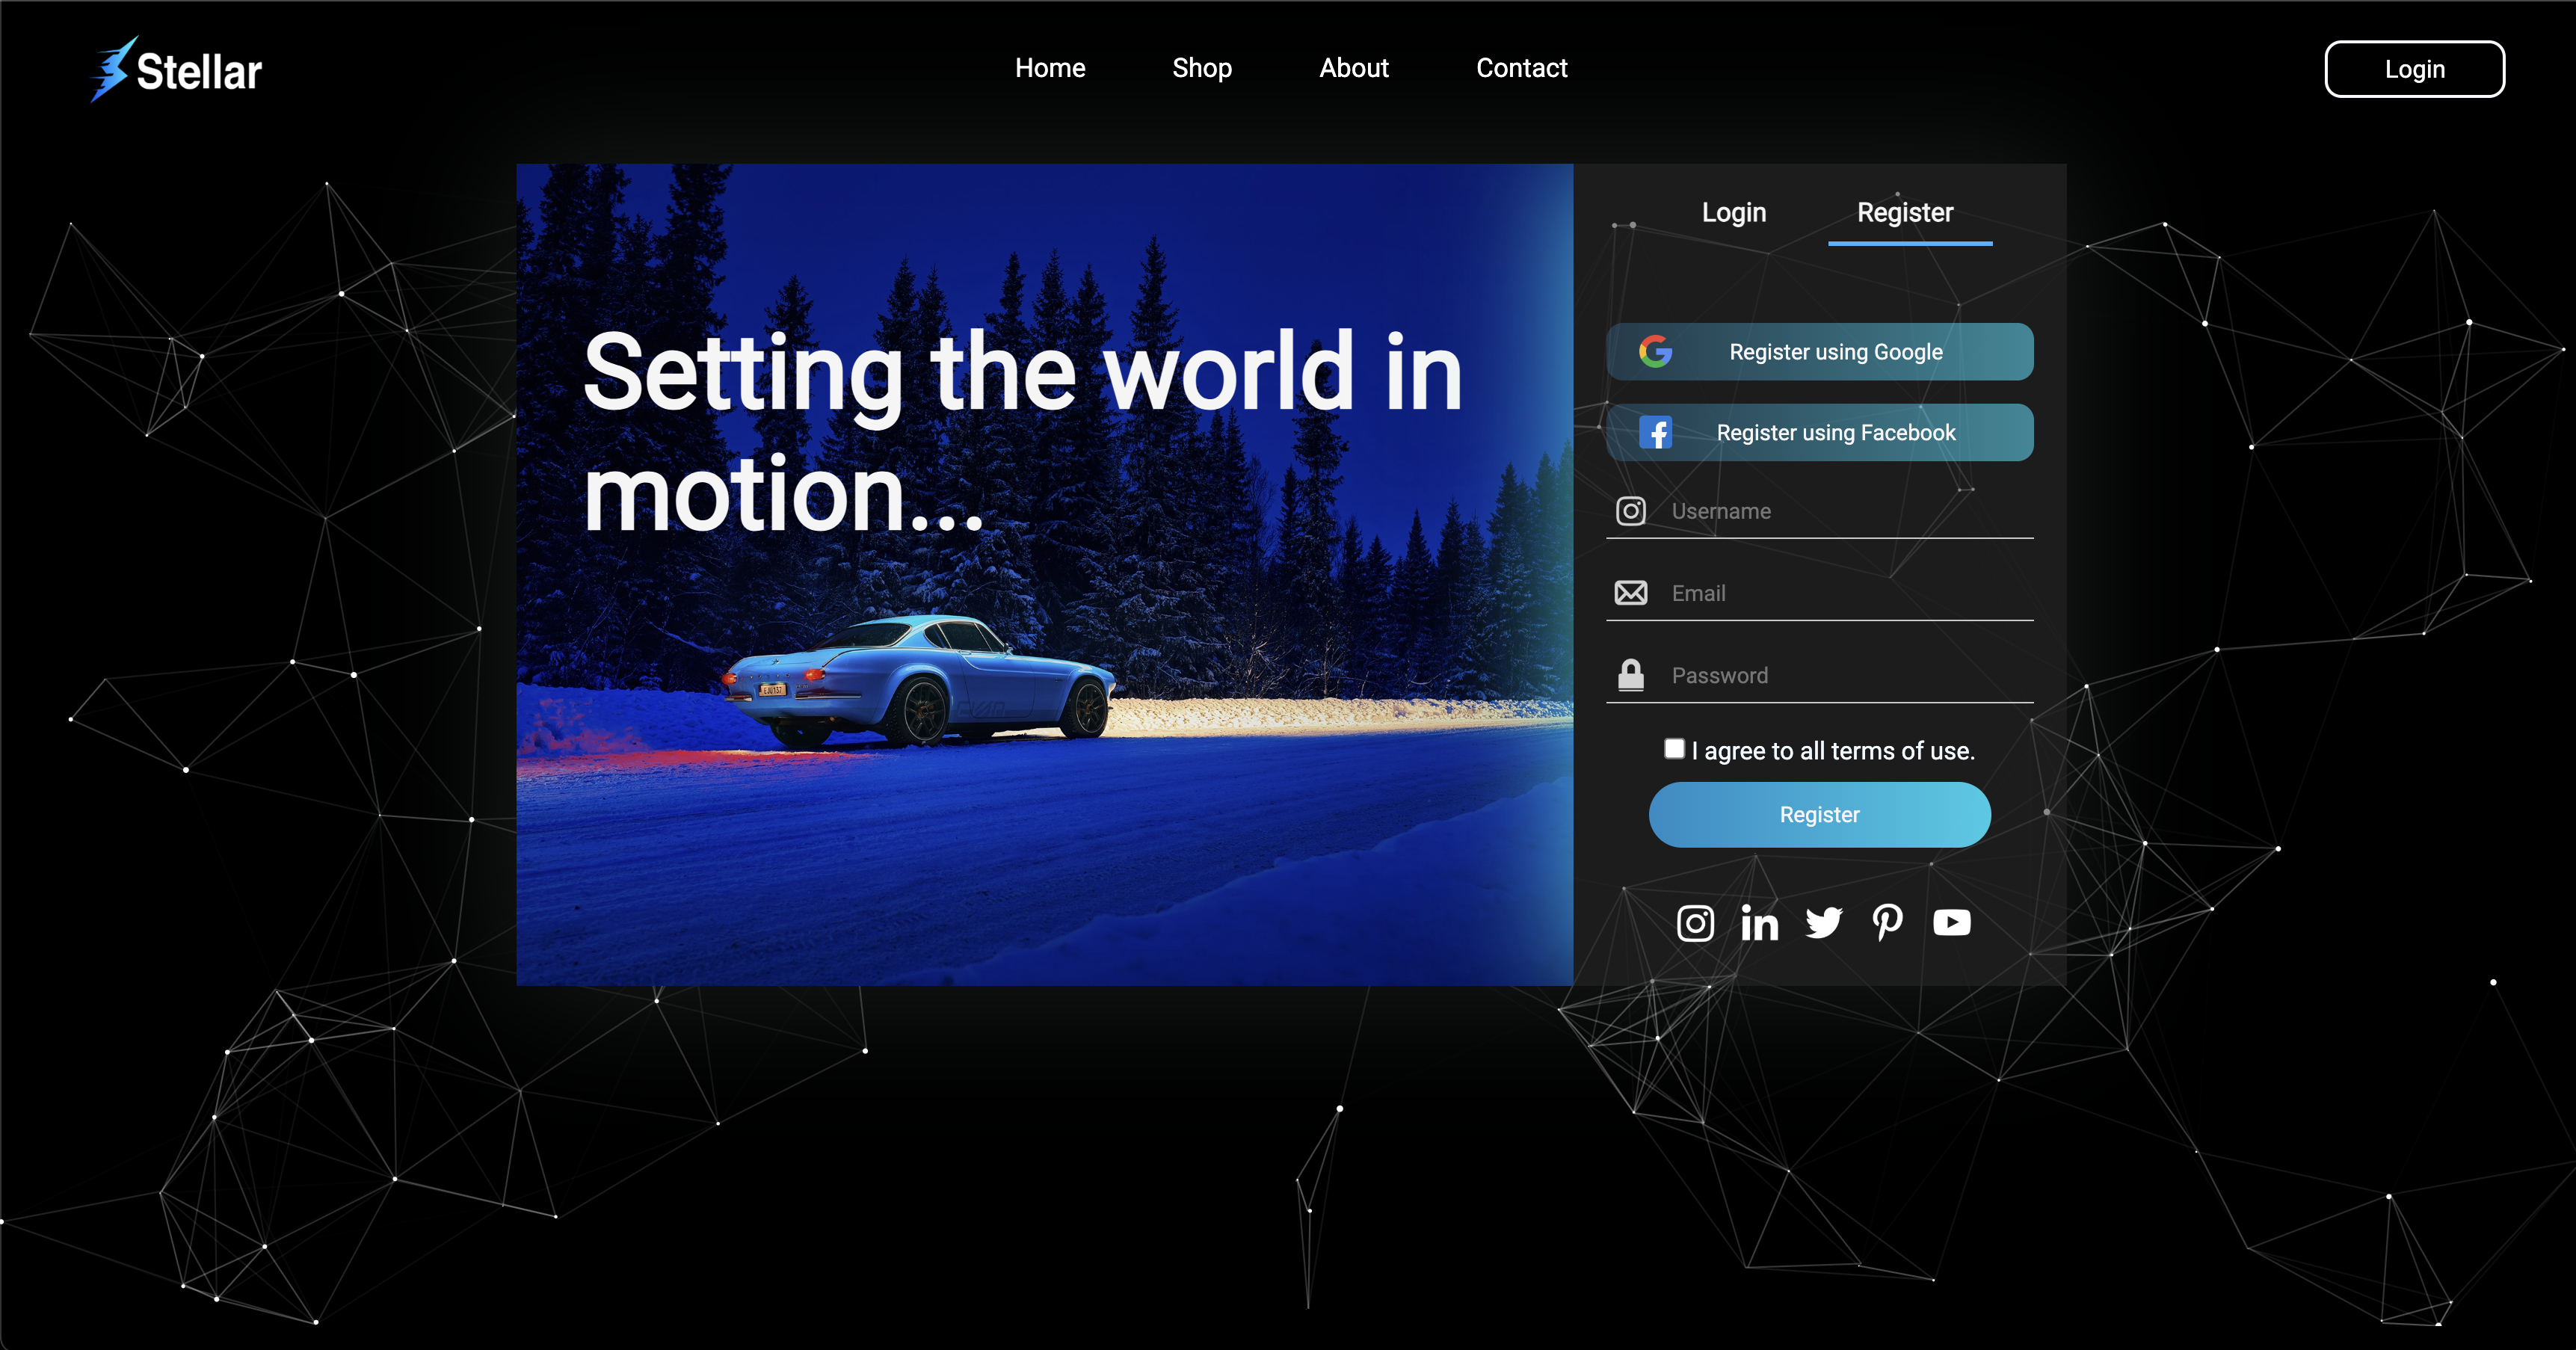 Stellar
Home
Shop
About
Contact
Login
Setting the world in
motion...
Login
Register
Register using Google
Register using Facebook
Username
Email
Password
I agree to all terms of use.
Register